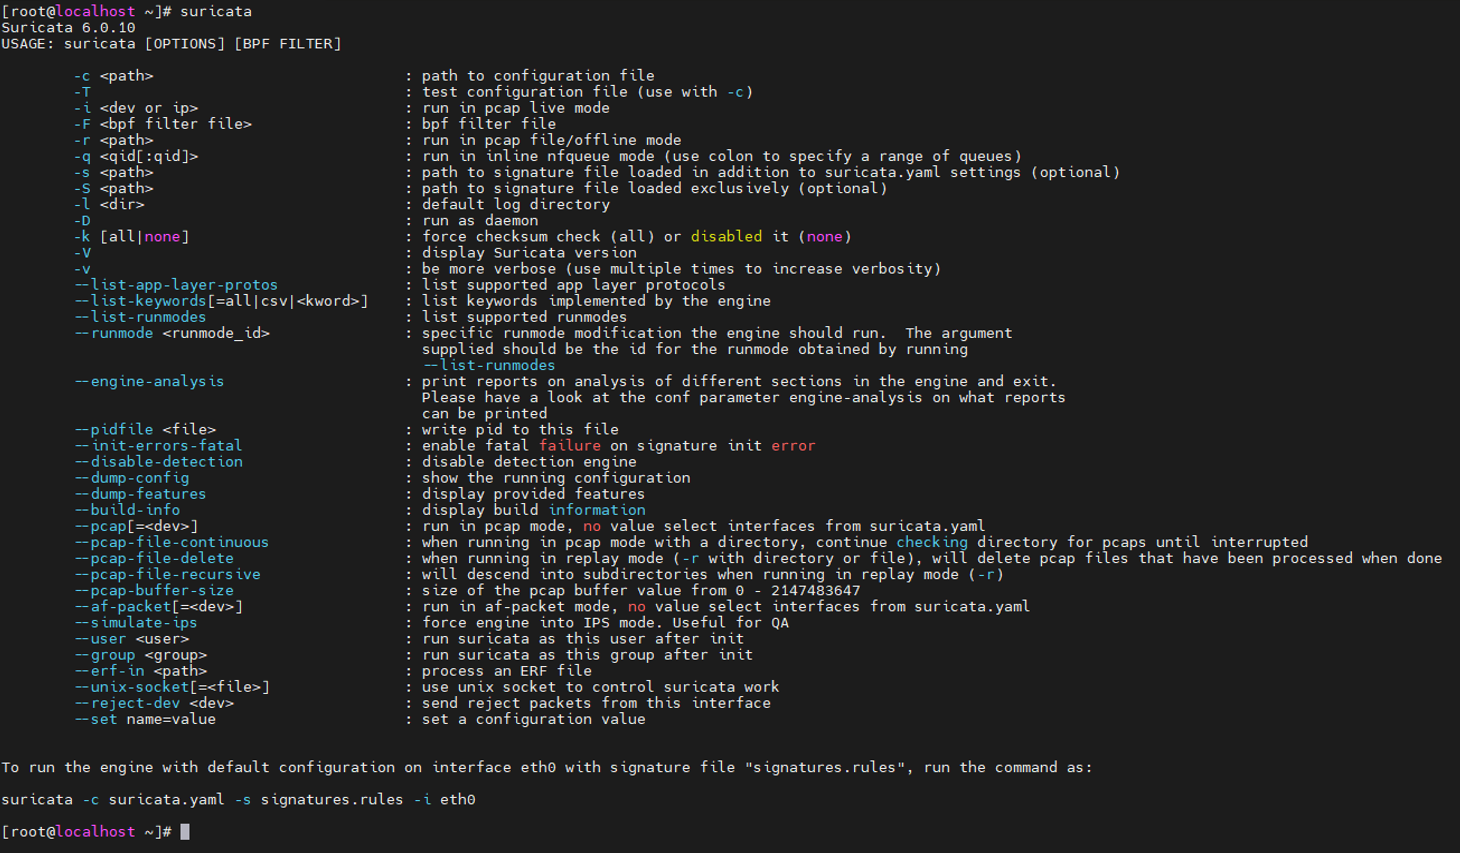 [root@localhost ~]# suricata
Suricata 6.0.10
USAGE: suricata [OPTIONS] [BPF FILTER]

        -c <path>                            : path to configuration file
        -T                                   : test configuration file (use with -c)
        -i <dev or ip>                       : run in pcap live mode
        -F <bpf filter file>                 : bpf filter file
        -r <path>                            : run in pcap file/offline mode
        -q <qid[:qid]>                       : run in inline nfqueue mode (use colon to specify a range of queues)
        -s <path>                            : path to signature file loaded in addition to suricata.yaml settings (optional)
        -S <path>                            : path to signature file loaded exclusively (optional)
        -l <dir>                             : default log directory
        -D                                   : run as daemon
        -k [all|none]                        : force checksum check (all) or disabled it (none)
        -V                                   : display Suricata version
        -v                                   : be more verbose (use multiple times to increase verbosity)
        --list-app-layer-protos              : list supported app layer protocols
        --list-keywords[=all|csv|<kword>]    : list keywords implemented by the engine
        --list-runmodes                      : list supported runmodes
        --runmode <runmode_id>               : specific runmode modification the engine should run.  The argument
                                               supplied should be the id for the runmode obtained by running
                                               --list-runmodes
        --engine-analysis                    : print reports on analysis of different sections in the engine and exit.
                                               Please have a look at the conf parameter engine-analysis on what reports
                                               can be printed
        --pidfile <file>                     : write pid to this file
        --init-errors-fatal                  : enable fatal failure on signature init error
        --disable-detection                  : disable detection engine
        --dump-config                        : show the running configuration
        --dump-features                      : display provided features
        --build-info                         : display build information
        --pcap[=<dev>]                       : run in pcap mode, no value select interfaces from suricata.yaml
        --pcap-file-continuous               : when running in pcap mode with a directory, continue checking directory for pcaps until interrupted
        --pcap-file-delete                   : when running in replay mode (-r with directory or file), will delete pcap files that have been processed when done
        --pcap-file-recursive                : will descend into subdirectories when running in replay mode (-r)
        --pcap-buffer-size                   : size of the pcap buffer value from 0 - 2147483647
        --af-packet[=<dev>]                  : run in af-packet mode, no value select interfaces from suricata.yaml
        --simulate-ips                       : force engine into IPS mode. Useful for QA
        --user <user>                        : run suricata as this user after init
        --group <group>                      : run suricata as this group after init
        --erf-in <path>                      : process an ERF file
        --unix-socket[=<file>]               : use unix socket to control suricata work
        --reject-dev <dev>                   : send reject packets from this interface
        --set name=value                     : set a configuration value

To run the engine with default configuration on interface eth0 with signature file "signatures.rules", run the command as:

suricata -c suricata.yaml -s signatures.rules -i eth0

[root@localhost ~]#